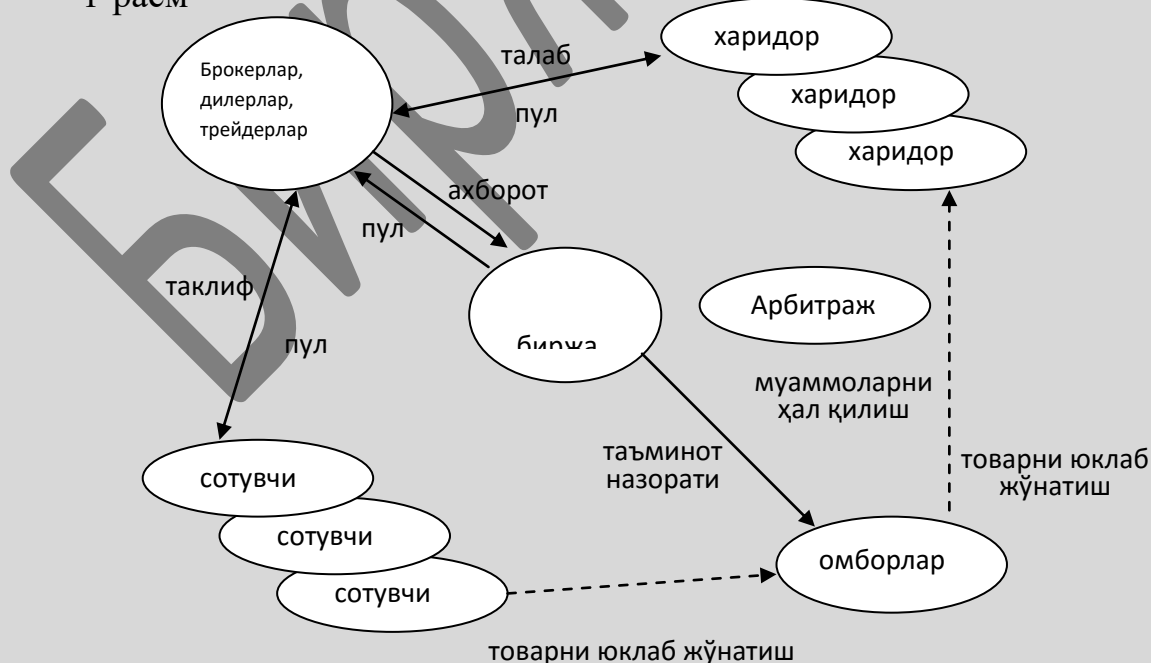 1 расм
Брокерлар,
дилерлар,
трейдерлар
талаб
пул
харидор
харидор
харидор
ахборот
пул
таклиф
пул
биржа
Арбитраж
муаммоларни
ҳал қилиш
таъминот
назорати
товарни юклаб
жўнатиш
сотувчи
сотувчи
сотувчи
омборлар
товарни юклаб жўнатиш